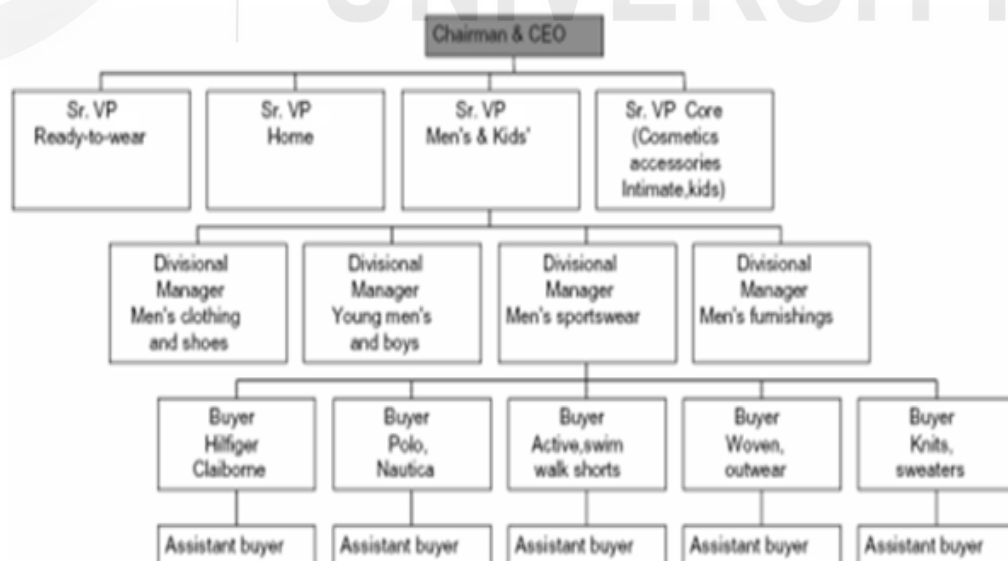 UNIVERSITY
Chairman & CEO
Sr. VP
Ready-to-wear
Sr. VP
Home
Sr. VP
Men's & Kids'
Sr. VP Core
(Cosmetics
accessories
Intimate,kids)
Divisional
Manager
Men's clothing
and shoes
Divisional
Manager
Young men's
and boys
Divisional
Manager
Men's sportswear
Divisional
Manager
Men's furnishings
Buyer
Hilfiger
Claiborne
Buyer
Polo,
Nautica
Buyer
Active,swim
walk shorts
Buyer
Woven,
outwear
Buyer
Knits,
sweaters
Assistant buyer
Assistant buyer
Assistant buyer
Assistant buyer
Assistant buyer